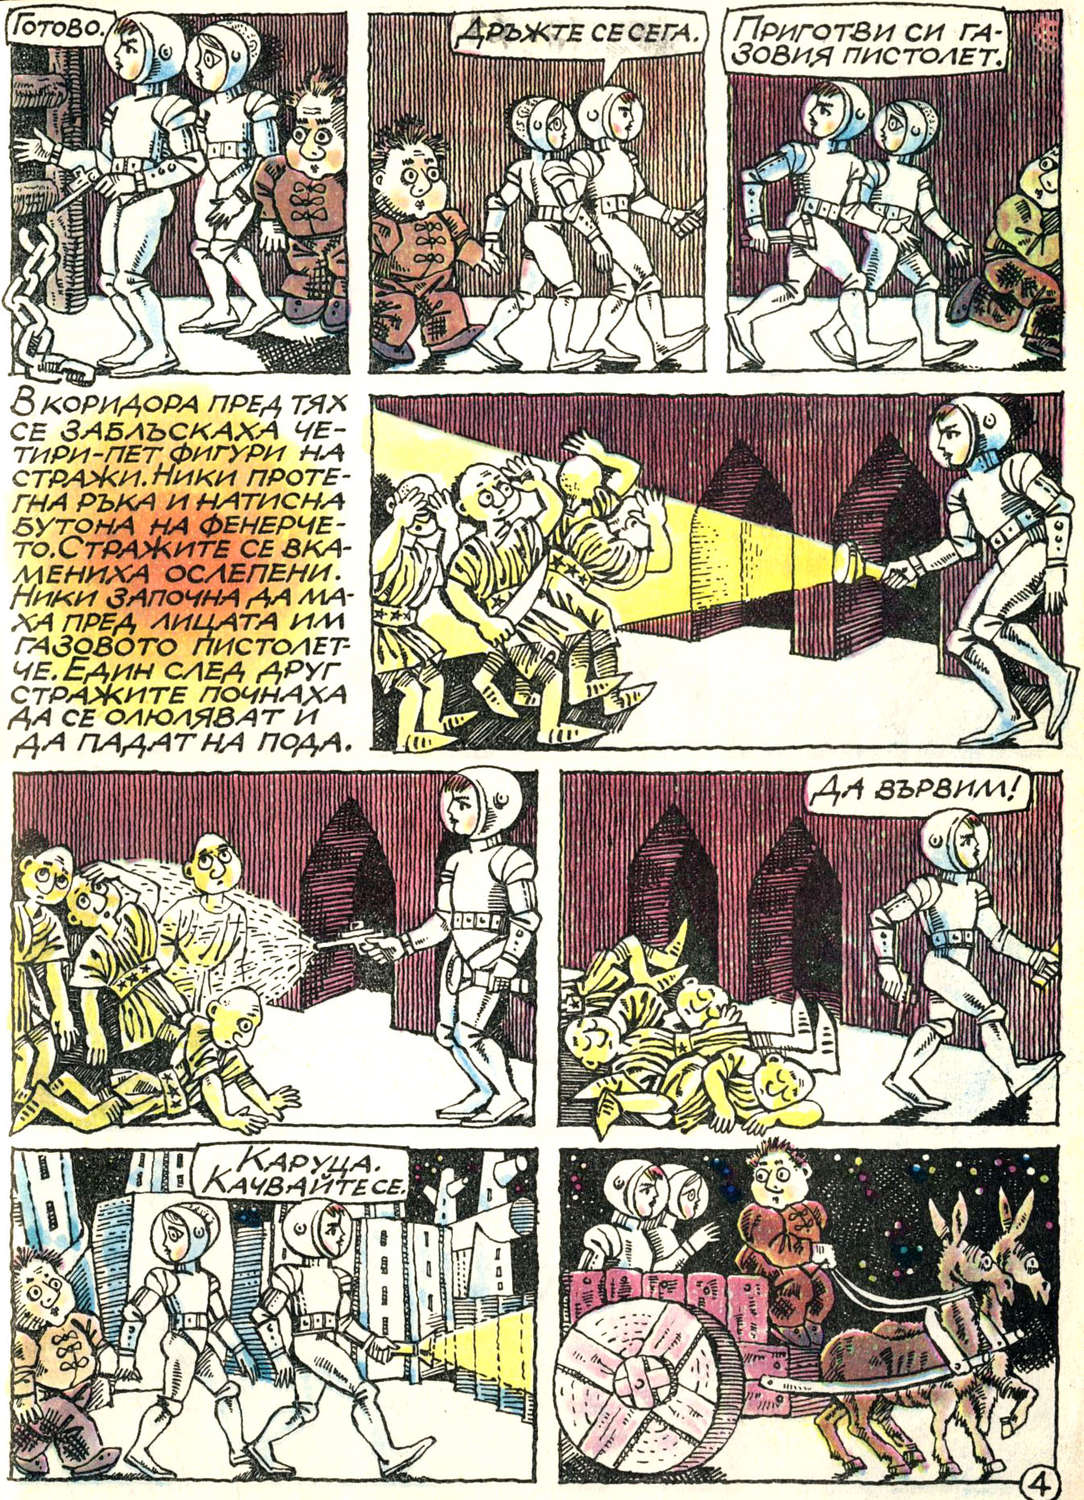 Готово.
Дръжте се сега.
Приготви си га-
зовия пистолет.
В коридора пред тях
се заблъскаха че-
тири-пет фигури на
стражи. Ники проте-
гна ръка и натисна
бутона на фенерче-
то. Стражите се вка-
мениха ослепени.
Ники започна да ма-
ха пред лицата им
газовото пистолет-
че. Един след друг
стражите почнаха
да се олюляват и
да падат на пода.
Да вървим!
Каруца.
Качвайте се.
4